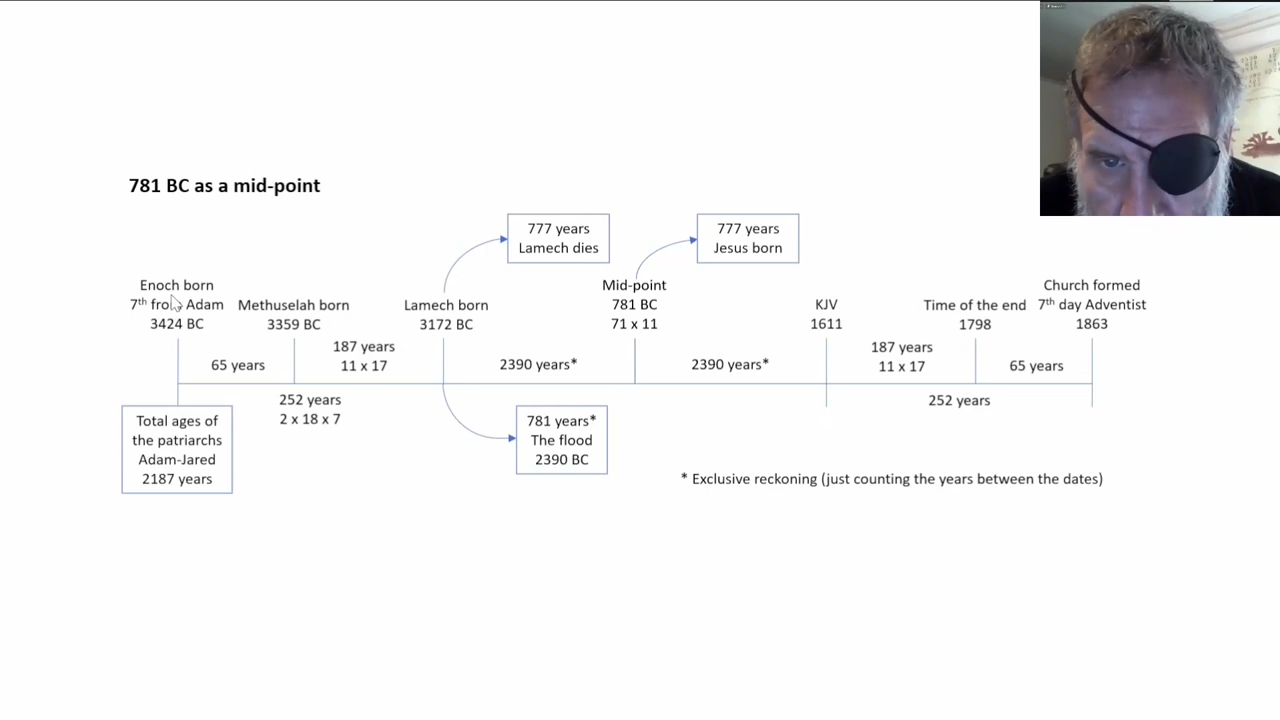 781 BC as a mid-point
777 years
Lamech dies
777 years
Jesus born
Enoch born
7th from Adam
3424 BC
Methuselah born
3359 BC
Lamech born
3172 BC
Mid-point
781 BC
71 x 11
KJV
1611
Time of the end
1798
Church formed
7th day Adventist
1863
65 years
187 years
11 x 17
2390 years*
2390 years*
187 years
11 x 17
65 years
252 years
2 x 18 x 7
252 years
Total ages of
the patriarchs
Adam-Jared
2187 years
781 years*
The flood
2390 BC
* Exclusive reckoning (just counting the years between the dates)